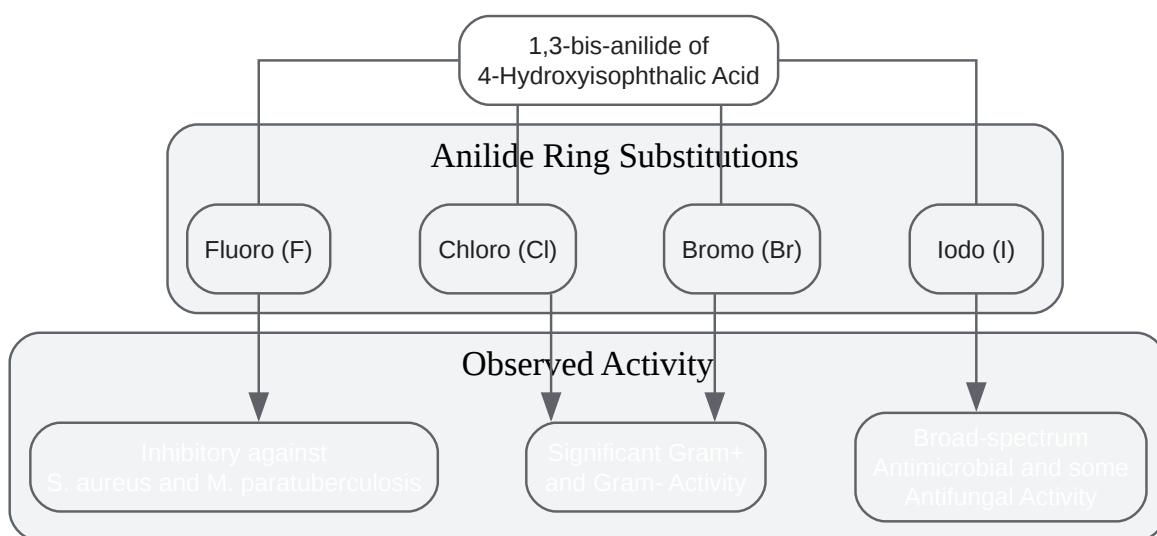 1,3-bis-anilide of
4-Hydroxyisophthalic Acid
Anilide Ring Substitutions
Fluoro (F)
Chloro (Cl)
Bromo (Br)
Iodo (I)
Observed Activity
Inhibitory against
S. aureus and M. paratuberculosis
Significant Gram+
and Gram- Activity
Broad-spectrum
Antimicrobial and some
Antifungal Activity